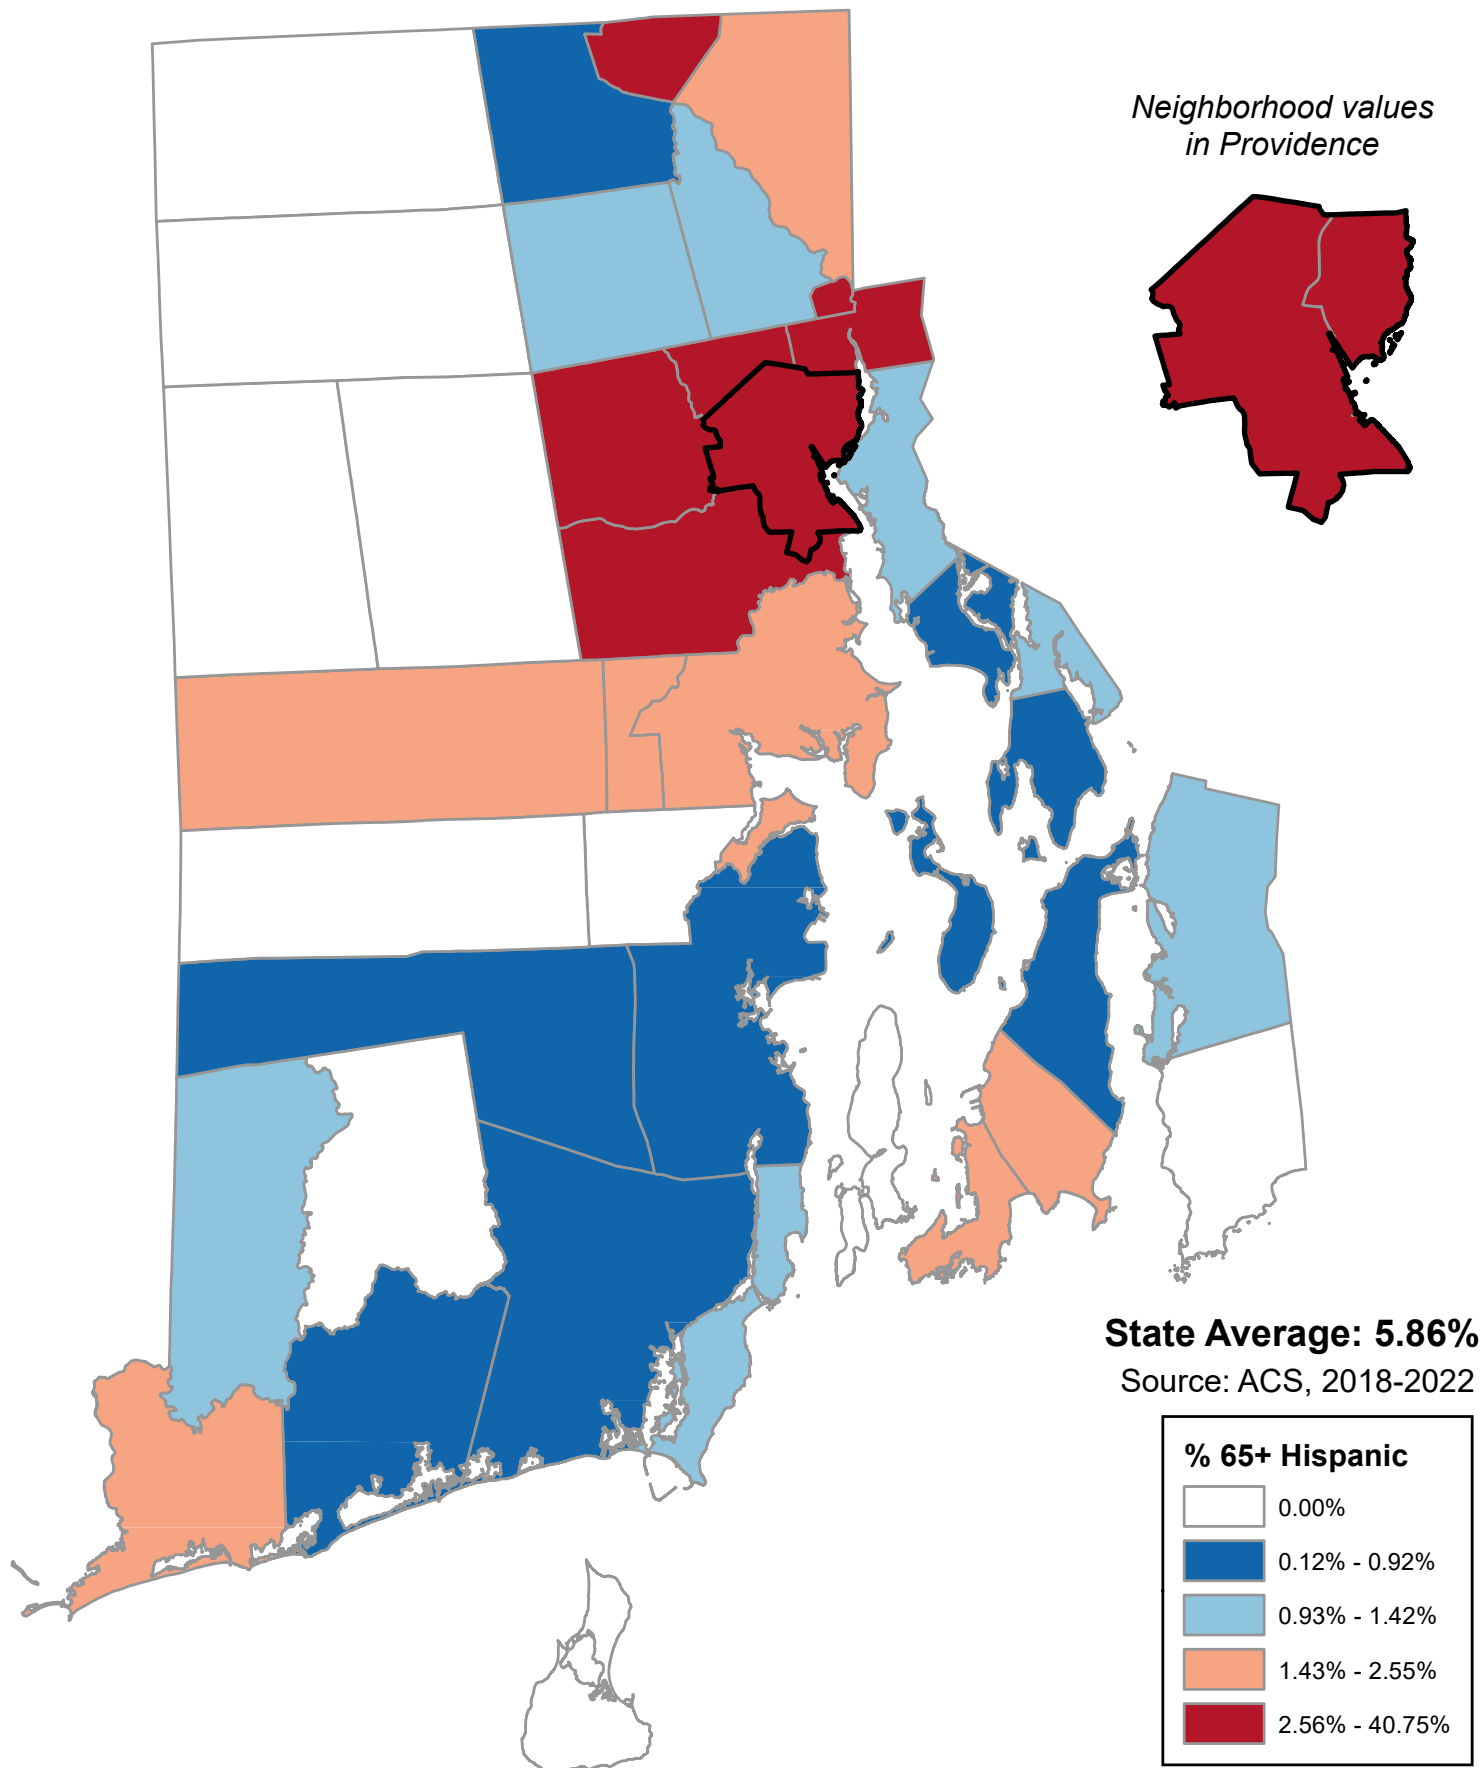 Neighborhood values
in Providence
State Average: 5.86%
Source: ACS, 2018-2022
% 65+ Hispanic
0.00%
0.12% - 0.92%
0.93% - 1.42%
1.43% - 2.55%
2.56% - 40.75%